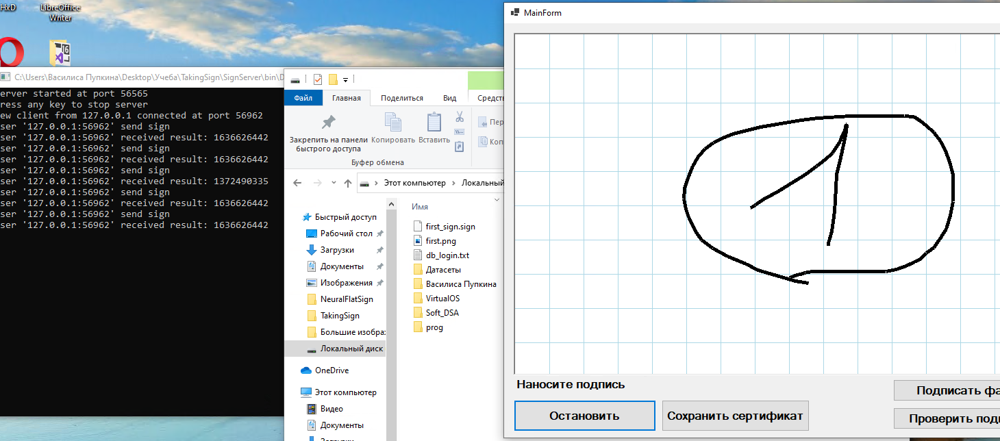 HxD
LibreOffice
Writer
C:\Users\Василиса Пупкина\Desktop\Учеба\TakingSign\SignServer\bin\D
erver started at port 56565
ress any key to stop server
ew client from 127.0.0.1 connected at port 56962
ser '127.0.0.1:56962' send sign
ser '127.0.0.1:56962' received result: 1636626442
ser '127.0.0.1:56962' send sign
ser '127.0.0.1:56962' received result: 1636626442
ser '127.0.0.1:56962' send sign
ser '127.0.0.1:56962' received result: 1372490335
ser '127.0.0.1:56962' send sign
ser '127.0.0.1:56962' received result: 1636626442
ser '127.0.0.1:56962' send sign
ser '127.0.0.1:56962' received result: 1636626442
Файл Главная Поделиться Вид Средств
Закрепить на панели быстрого доступа
Копировать
Вставить
Пер
Коп
Буфер обмена
Этот компьютер Локальный
Быстрый доступ
Рабочий стол
Загрузки
Документы
Изображения
NeuralFlatSign
TakingSign
Большие изобра
Локальный диск
OneDrive
Этот компьютер
Видео
Документы
Загрузки
Имя
first_sign.sign
first.png
db_login.txt
Датасеты
Василиса Пупкина
VirtualOS
Soft_DSA
prog
MainForm
1
Наносите подпись
Остановить
Сохранить сертификат
Подписать фа
Проверить под